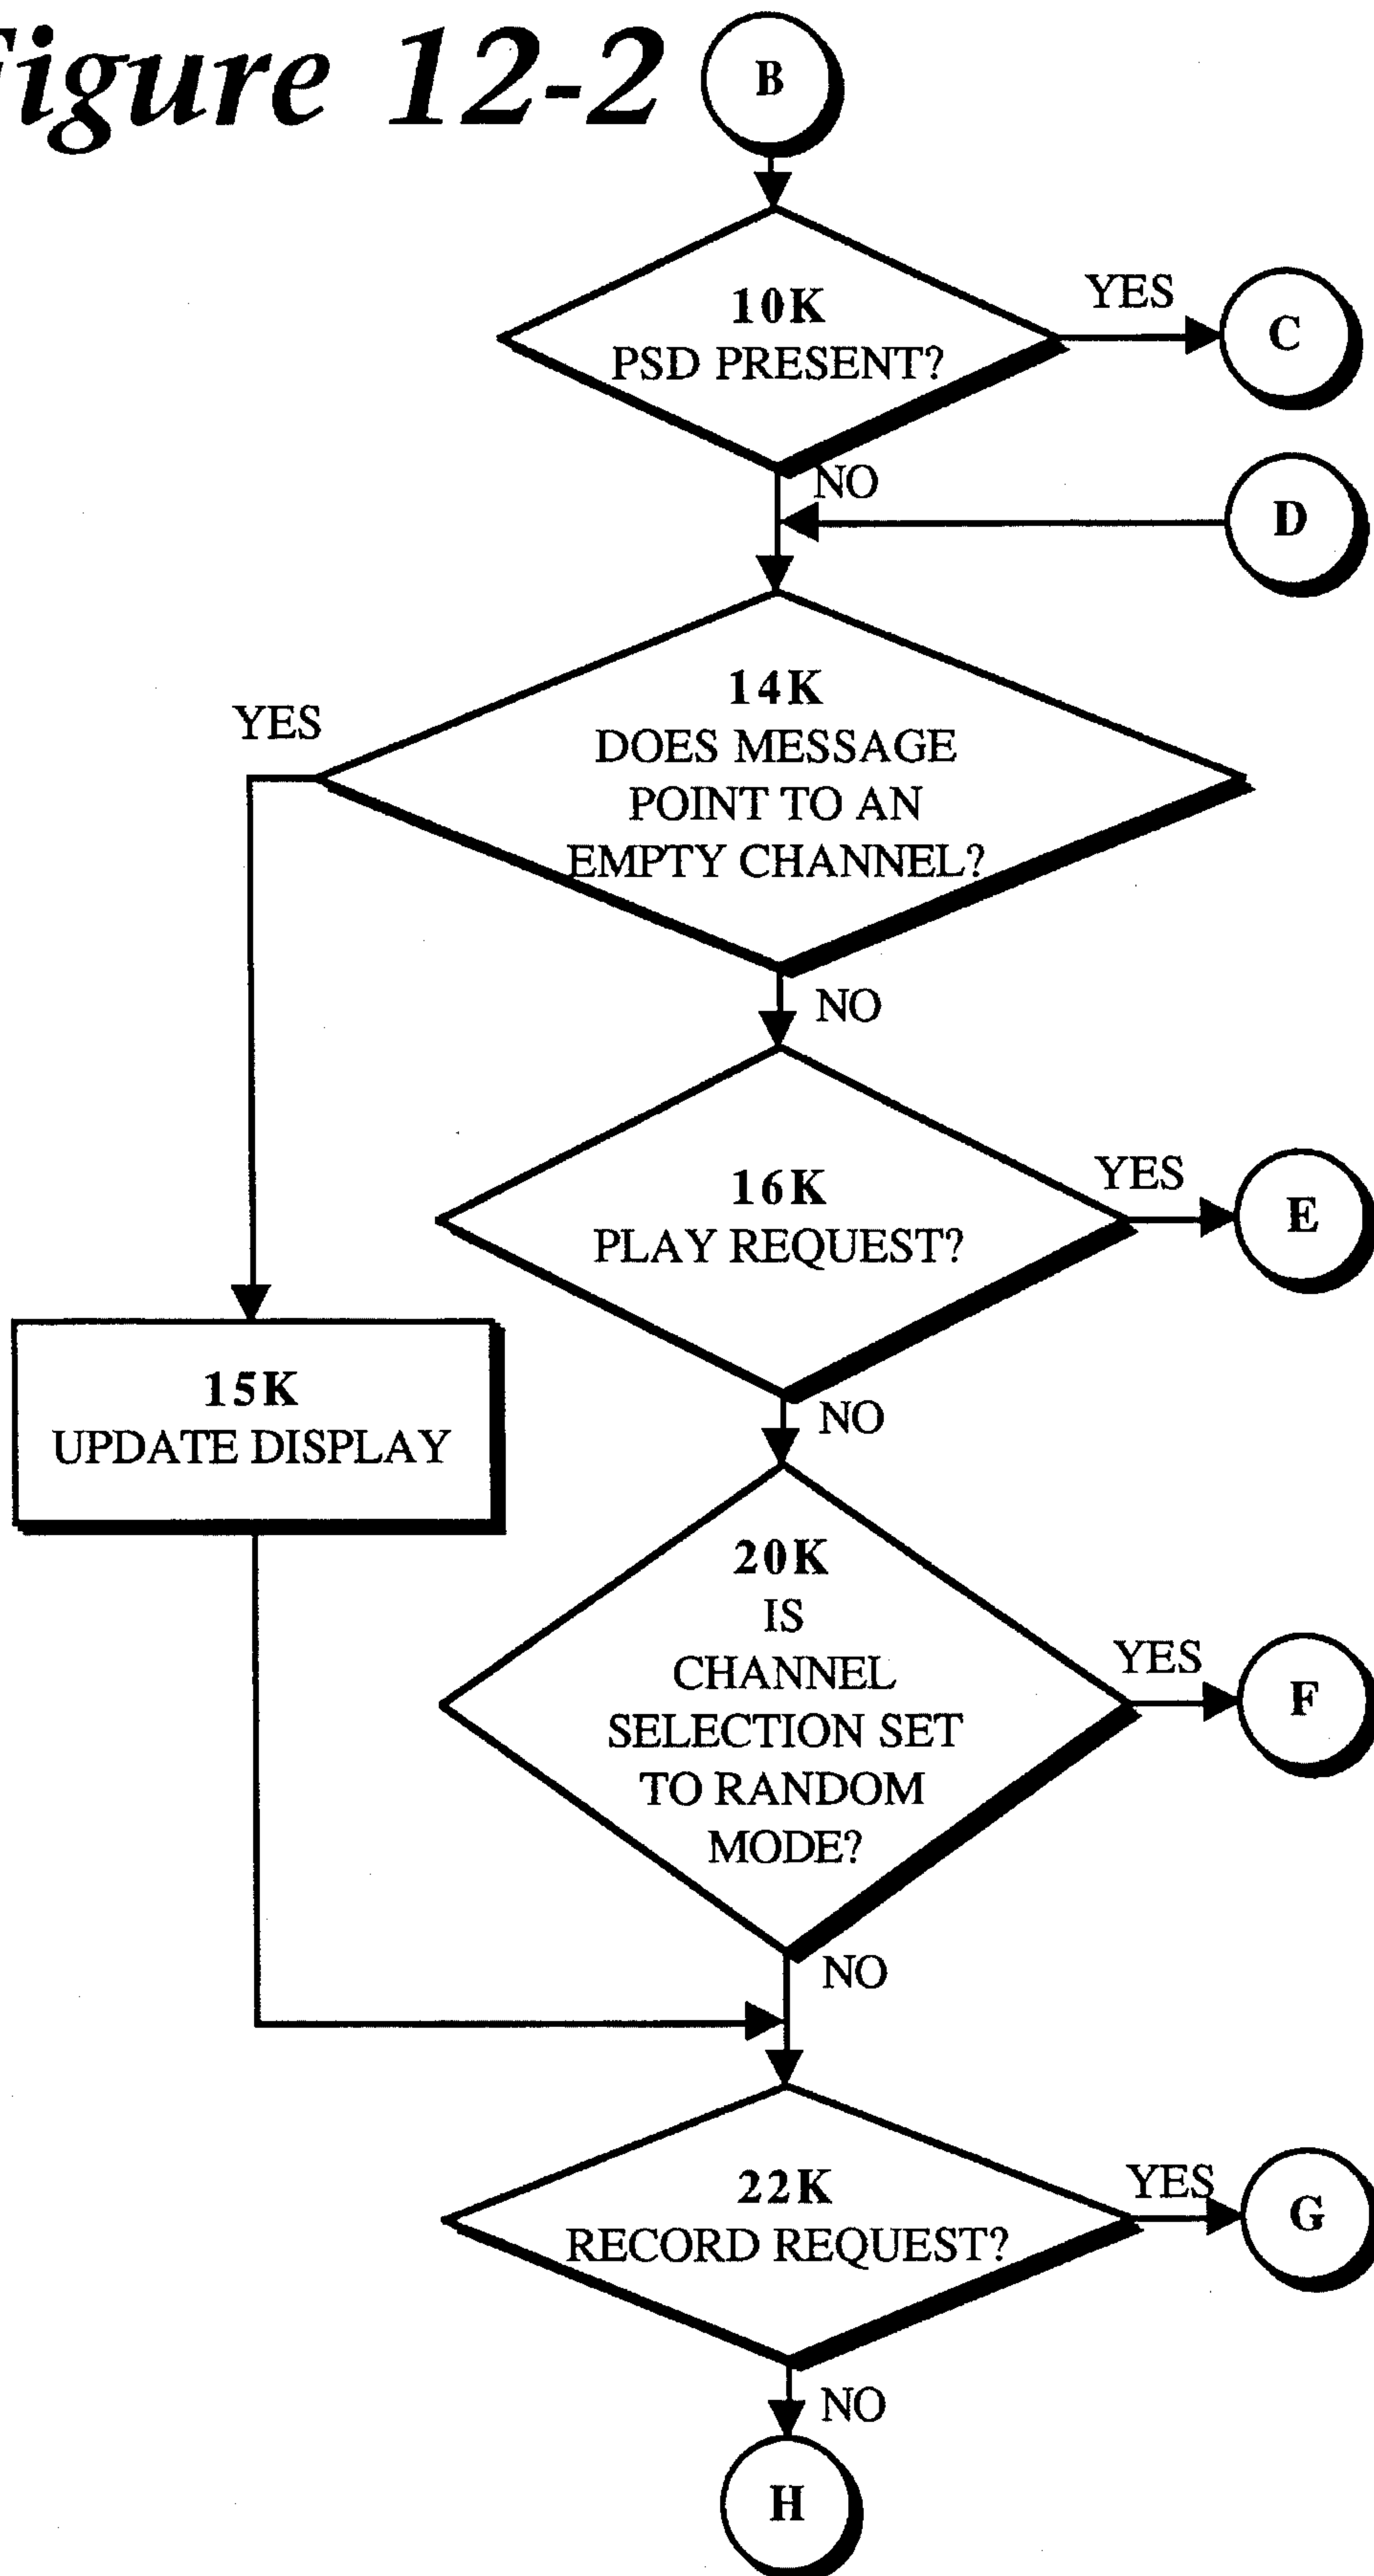 Figure 12-2
B
10K
PSD PRESENT?
YES
C
NO
D
14K
DOES MESSAGE
POINT TO AN
EMPTY CHANNEL?
YES
NO
16K
PLAY REQUEST?
YES
E
NO
15K
UPDATE DISPLAY
20K
IS
CHANNEL
SELECTION SET
TO RANDOM
MODE?
YES
F
NO
22K
RECORD REQUEST?
YES
G
NO
H